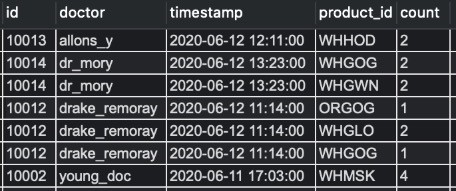 id doctor timestamp product_id count
10013 allons_y 2020-06-12 12:11:00 WHHOD 2
10014 dr_mory 2020-06-12 13:23:00 WHGOG 2
10014 dr_mory 2020-06-12 13:23:00 WHGWN 2
10012 drake_remoray 2020-06-12 11:14:00 ORGOG 1
10012 drake_remoray 2020-06-12 11:14:00 WHGLO 2
10012 drake_remoray 2020-06-12 11:14:00 WHGOG 1
10002 young_doc 2020-06-11 17:03:00 WHMSK 4